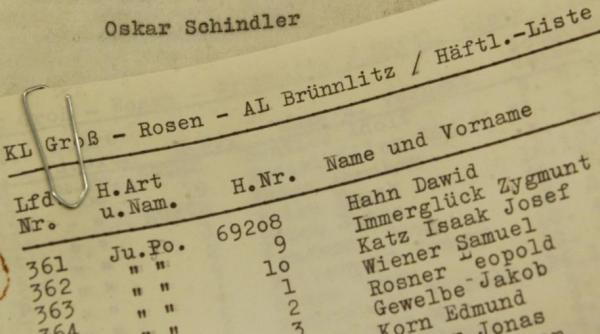 Oskar Schindler
KL Groß - Rosen - AL Brünnlitz / Häftl.-Liste
Lfd Nr. H.Art u.Nam. H.Nr. Name und Vorname
361 Ju.Po. 69208 Hahn Dawid
362 " " 9 Immerglück Zygmunt
363 " " 10 Katz Isaak Josef
364 " " 1 Wiener Samuel
2 Rosner Leopold
3 Gewelbe Jakob
Korn Edmund
Jonas